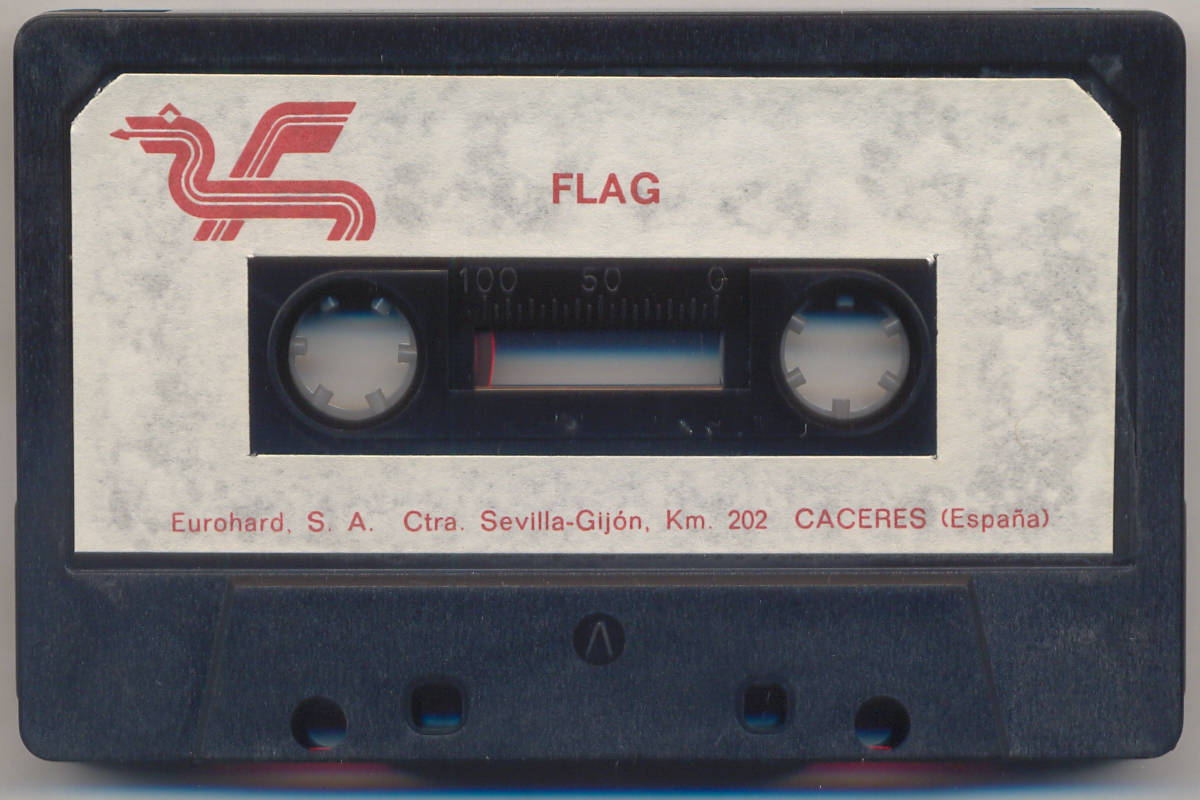 FLAG
100 50 0
Eurohard, S. A. Ctra. Sevilla-Gijón, Km. 202 CACERES (España)